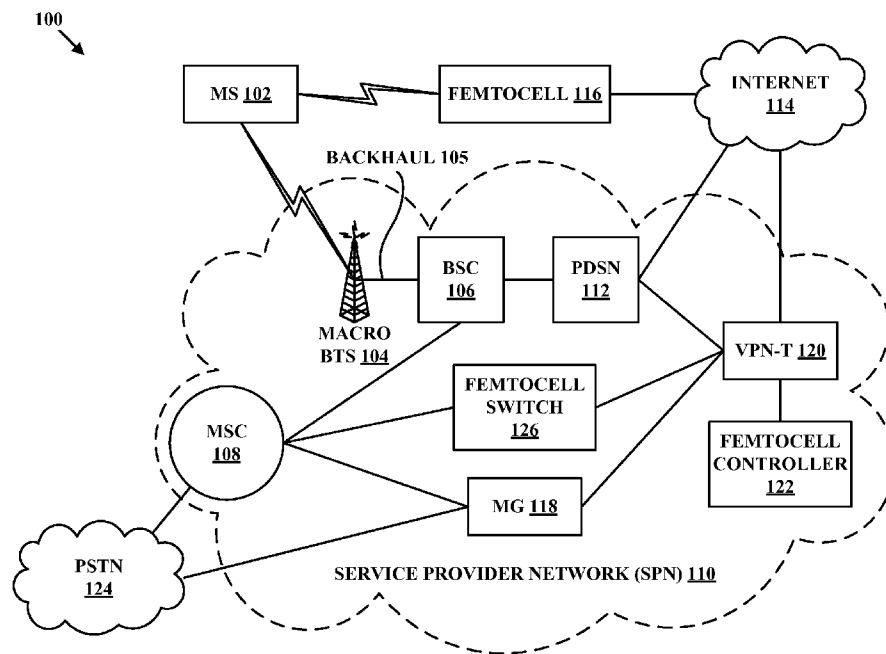 100
MS 102
FEMTOCELL 116
INTERNET
114
BACKHAUL 105
BSC
106
PDSN
112
MACRO
BTS 104
VPN-T 120
FEMTOCELL
SWITCH
126
MSC
108
FEMTOCELL
CONTROLLER
122
MG 118
PSTN
124
SERVICE PROVIDER NETWORK (SPN) 110